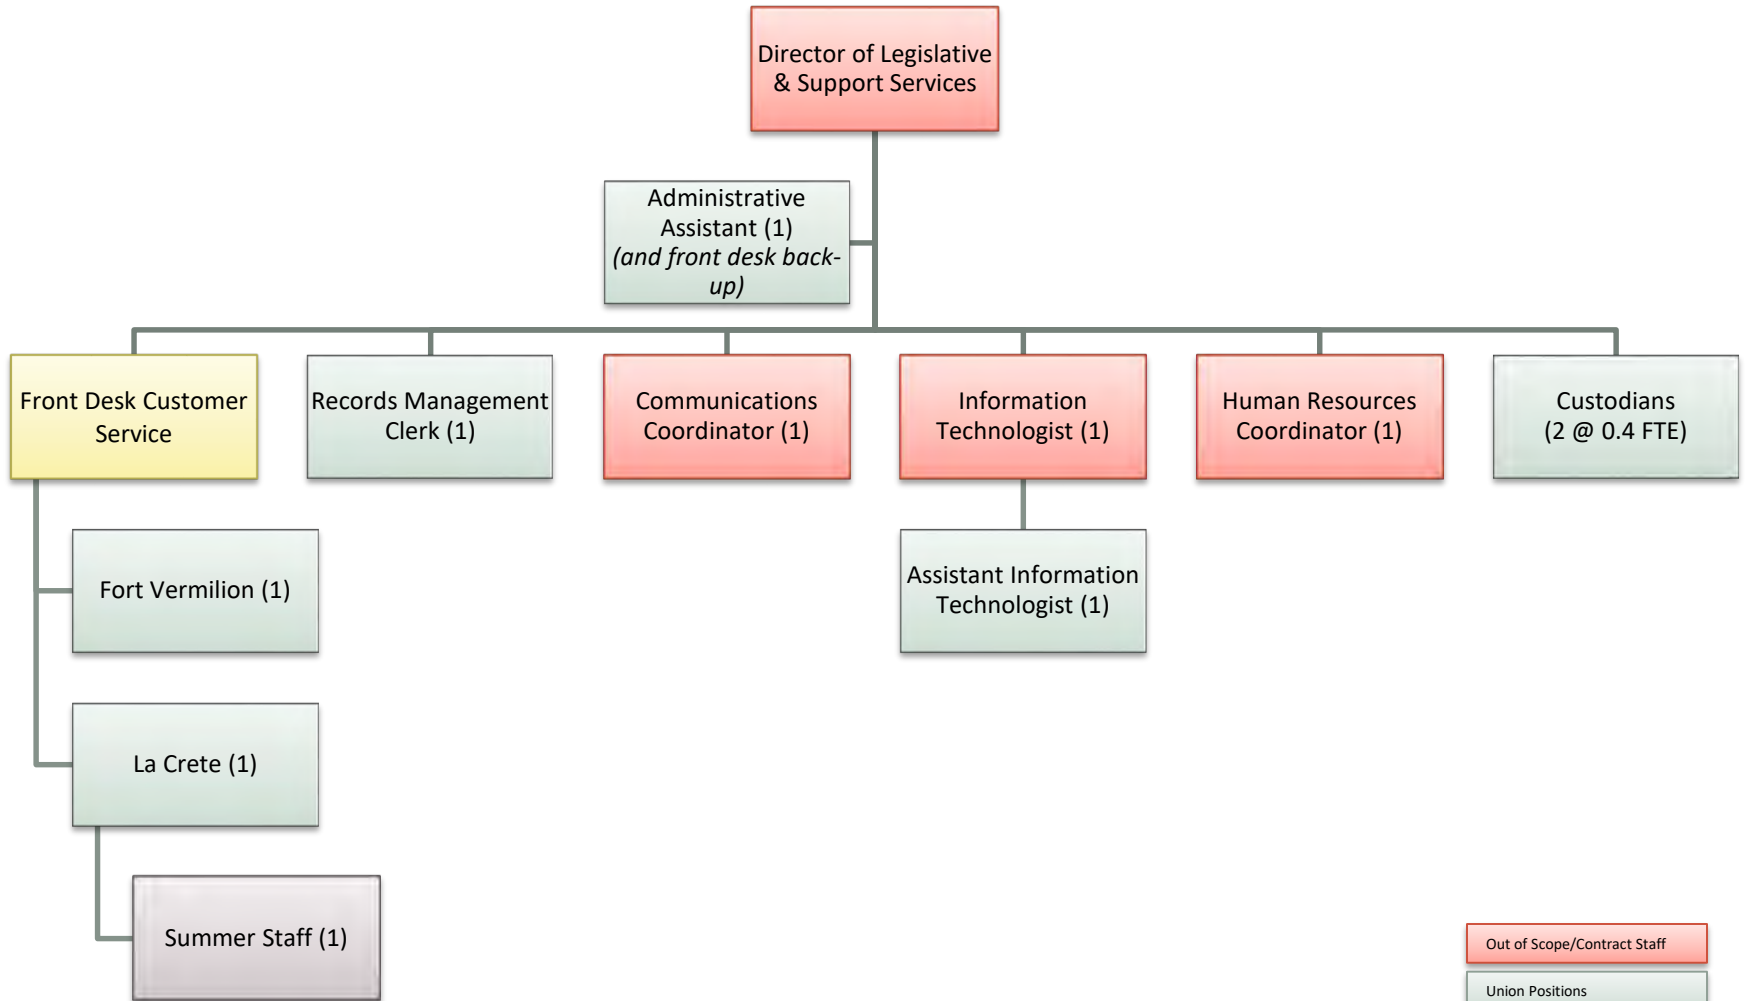 Director of Legislative
& Support Services
Administrative
Assistant (1)
(and front desk back-
up)
Front Desk Customer
Service
Records Management
Clerk (1)
Communications
Coordinator (1)
Information
Technologist (1)
Human Resources
Coordinator (1)
Custodians
(2 @ 0.4 FTE)
Fort Vermilion (1)
Assistant Information
Technologist (1)
La Crete (1)
Summer Staff (1)
Out of Scope/Contract Staff
Union Positions